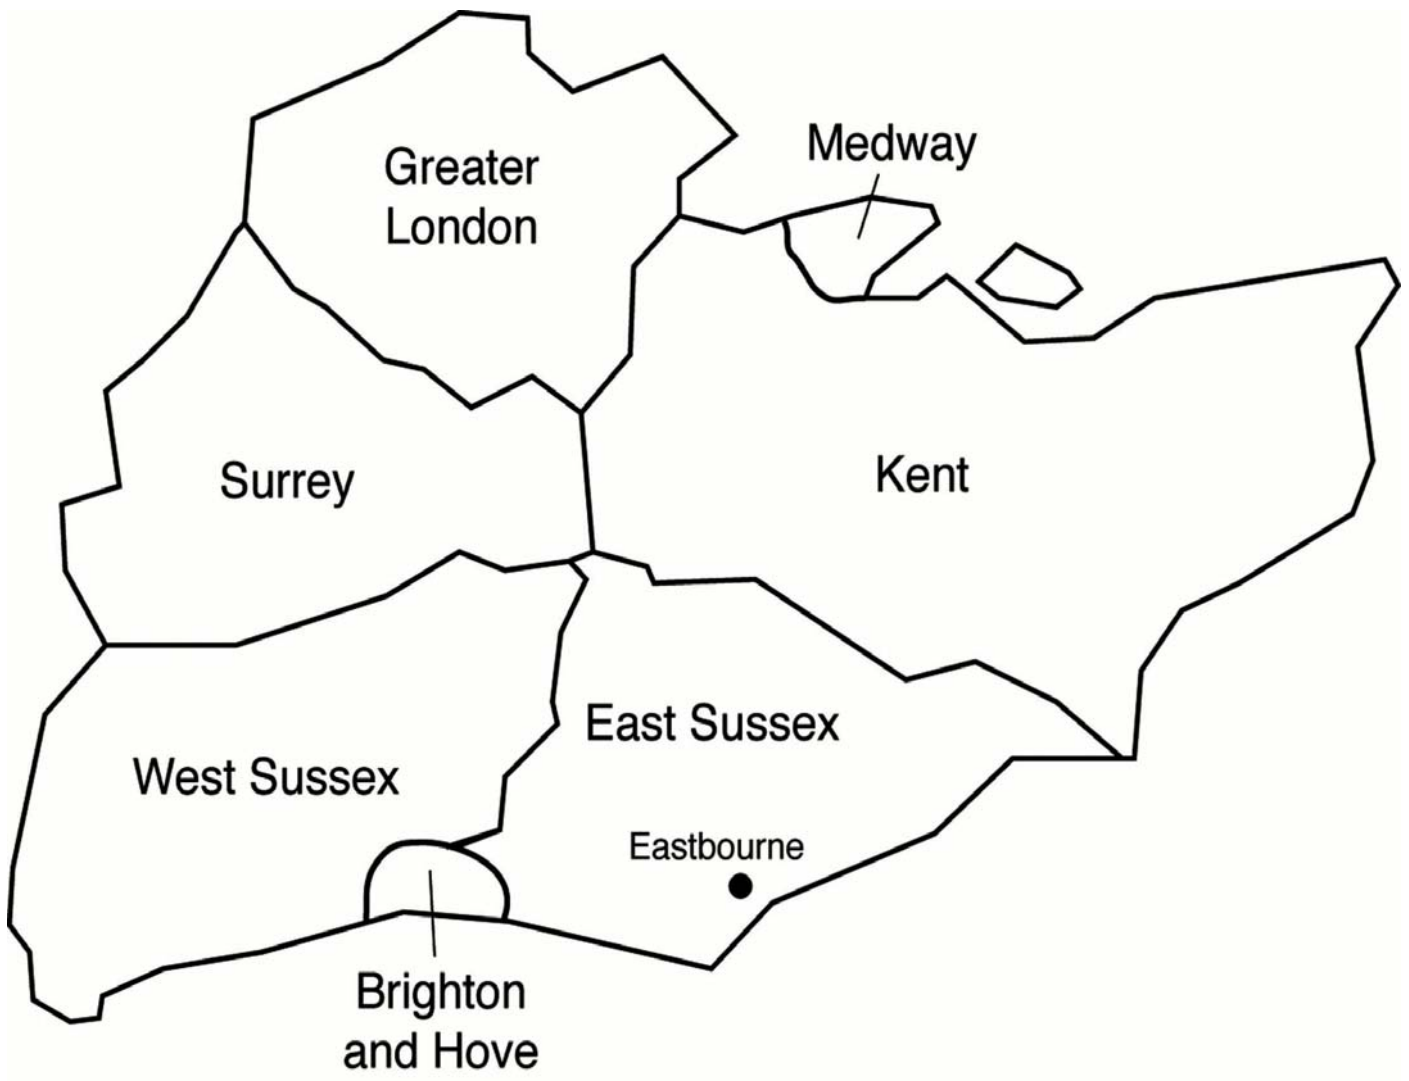 Greater
London
Medway
Surrey
Kent
East Sussex
West Sussex
Eastbourne
Brighton
and Hove